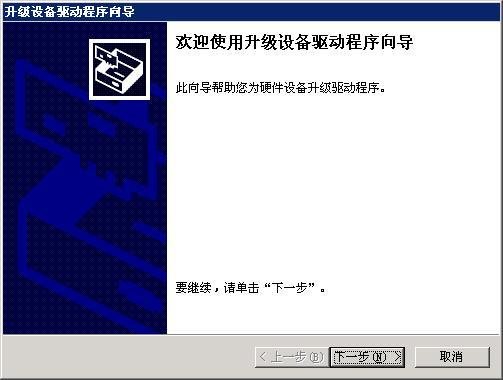 升级设备驱动程序向导
欢迎使用升级设备驱动程序向导
此向导帮助您为硬件设备升级驱动程序。
要继续，请单击“下一步”。
< 上一步(B) 下一步(N) > 取消